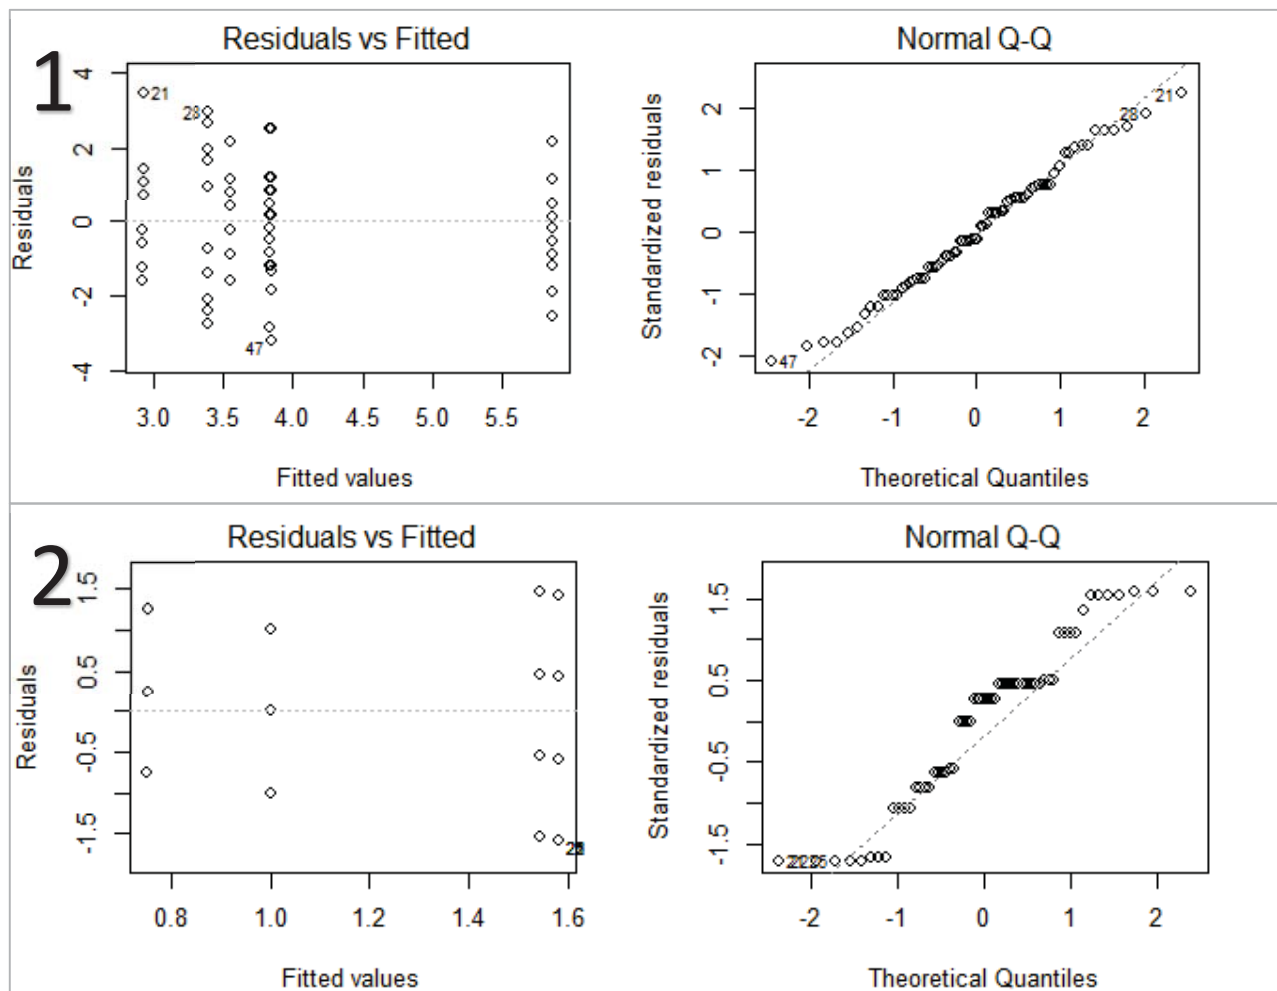 1
Residuals vs Fitted
Residuals
4
2
0
-2
-4
21
28
47
3.0 3.5 4.0 4.5 5.0 5.5
Fitted values
Normal Q-Q
Standardized residuals
2
1
0
-1
-2
21
28
47
-2 -1 0 1 2
Theoretical Quantiles
2
Residuals vs Fitted
Residuals
1.5
0.5
-0.5
-1.5
0.8 1.0 1.2 1.4 1.6
Fitted values
Normal Q-Q
Standardized residuals
1.5
0.5
-0.5
-1.5
-2 -1 0 1 2
Theoretical Quantiles